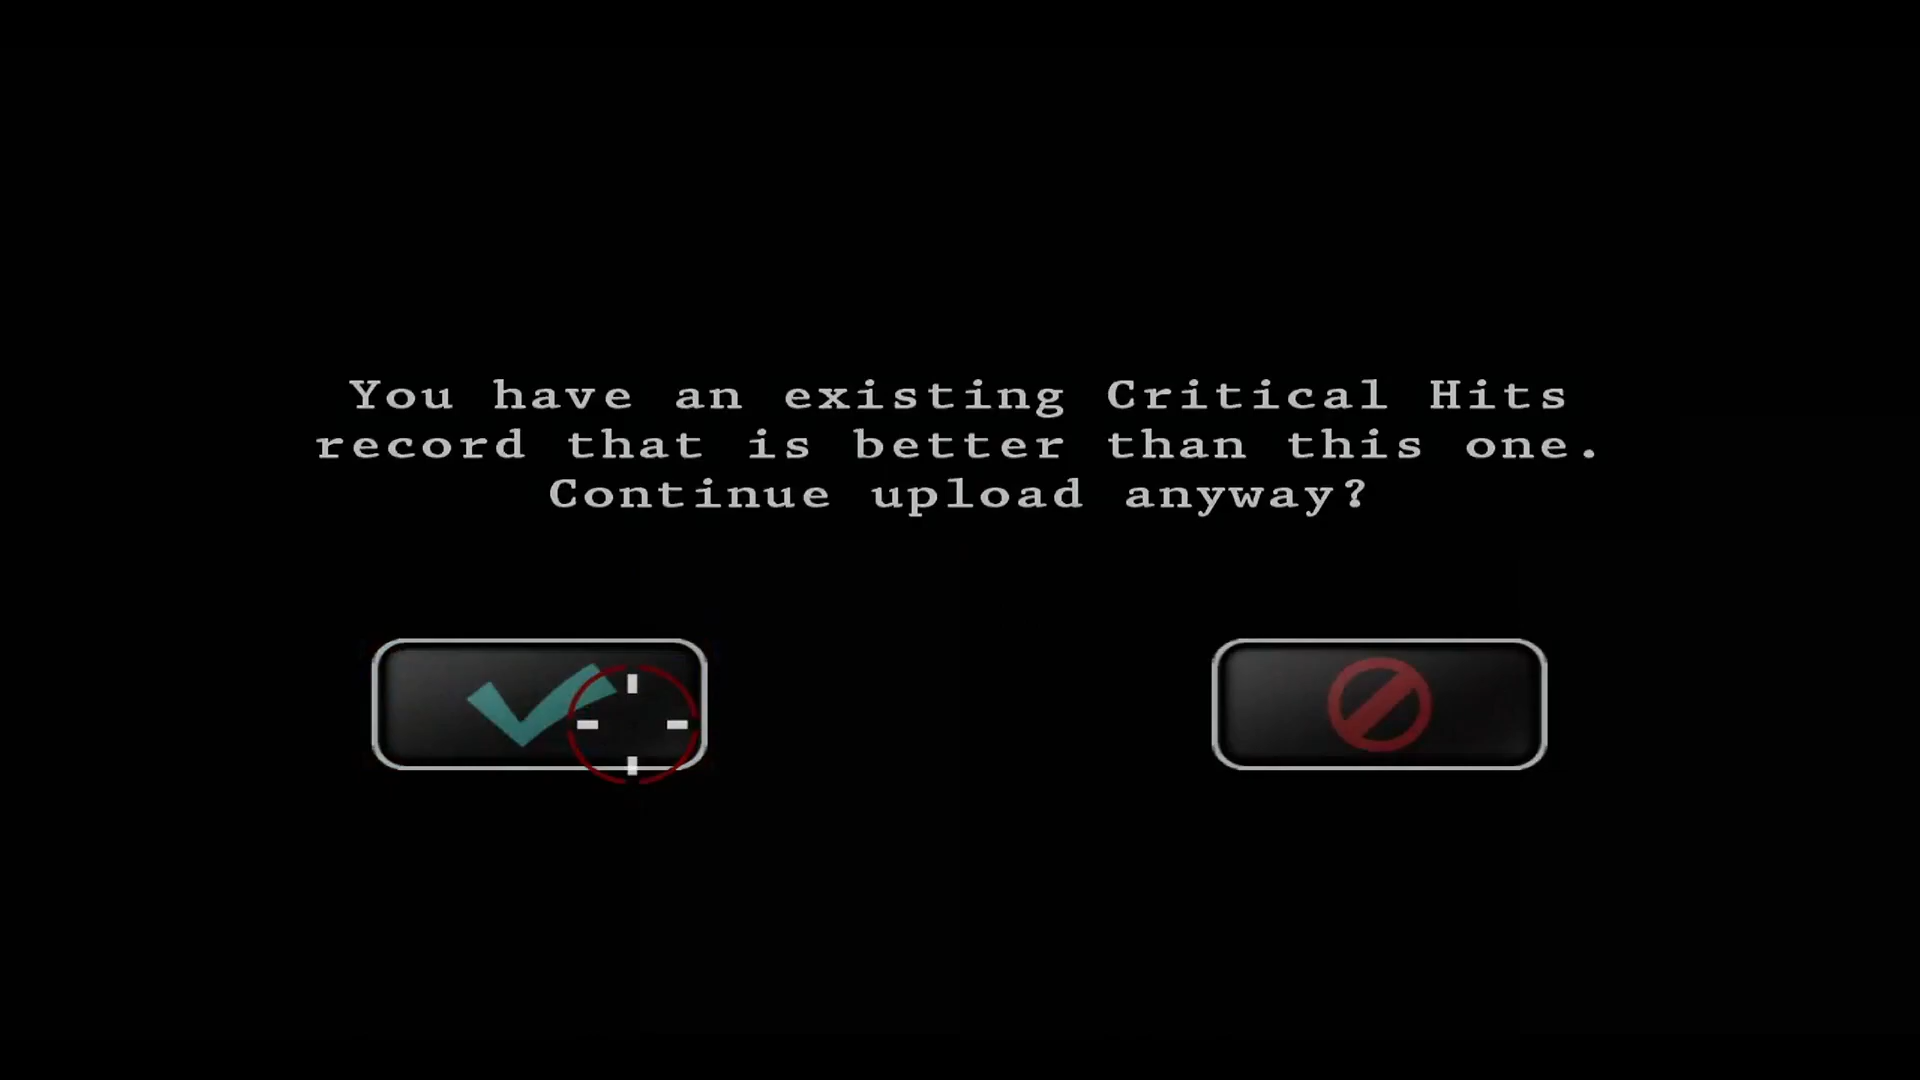 You have an existing Critical Hits
record that is better than this one.
Continue upload anyway?